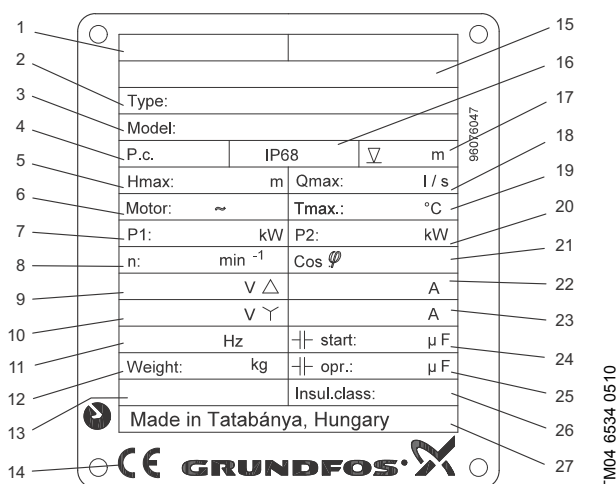 1
2
3
4
5
6
7
8
9
10
11
12
13
14
15
16
17
18
19
20
21
22
23
24
25
26
27
Type:
Model:
P.c. IP68 m
Hmax: m Qmax: l / s
Motor: ~ Tmax.: °C
P1: kW P2: kW
n: min -1 Cos φ
V △ A
V Y A
Hz start: µ F
Weight: kg opr.: µ F
Insul.class:
Made in Tatabánya, Hungary
CE GRUNDFOS
96076047
TM04 6534 0510